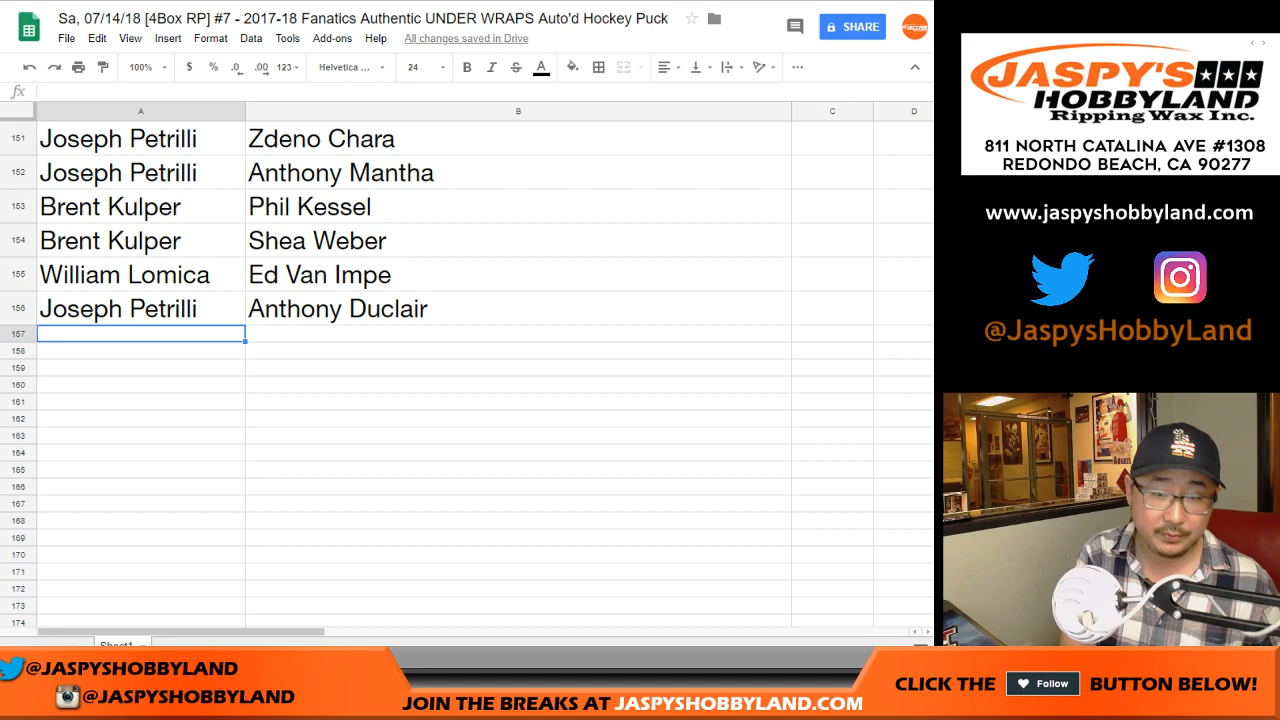 Sa, 07/14/18 [4Box RP] #7 - 2017-18 Fanatics Authentic UNDER WRAPS Auto'd Hockey Puck
File Edit View Insert Format Data Tools Add-ons Help All changes saved in Drive
SHARE
100% $ % .0 .00 123 Helvetica ... 24 B I S A
fx
A B C D
151 Joseph Petrilli Zdeno Chara
152 Joseph Petrilli Anthony Mantha
153 Brent Kulper Phil Kessel
154 Brent Kulper Shea Weber
155 William Lomica Ed Van Impe
156 Joseph Petrilli Anthony Duclair
157
158
159
160
161
162
163
164
165
166
167
168
169
170
171
172
173
174
Sheet1
JASPY'S
HOBBYLAND
Ripping Wax Inc.
811 NORTH CATALINA AVE #1308
REDONDO BEACH, CA 90277
www.jaspyshobbyland.com
@JaspysHobbyLand
ANGELS
@JASPYSHOBBYLAND
@JASPYSHOBBYLAND
JOIN THE BREAKS AT JASPYSHOBBYLAND.COM
CLICK THE Follow BUTTON BELOW!